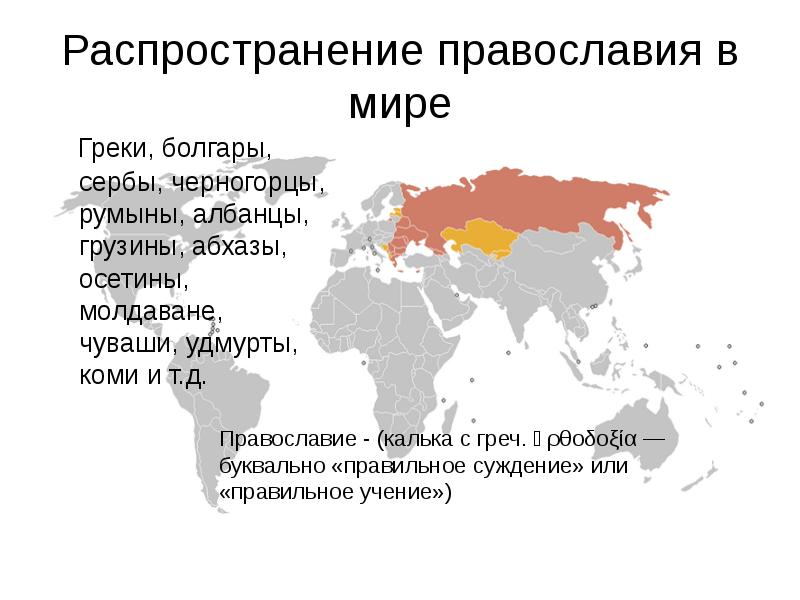 Распространение православия в
мире
Греки, болгары,
сербы, черногорцы,
румыны, албанцы,
грузины, абхазы,
осетины,
молдаване,
чуваши, удмурты,
коми и т.д.
Православие - (калька с греч. ▯ρθοδοξία —
буквально «правильное суждение» или
«правильное учение»)